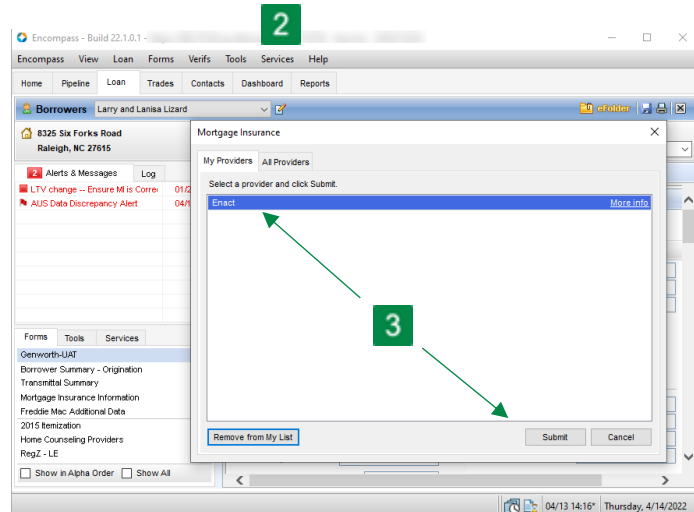 2
Encompass - Build 22.1.0.1 -
Encompass View Loan Forms Verifs Tools Services Help
Home Pipeline Loan Trades Contacts Dashboard Reports
Borrowers Larry and Lanisa Lizard eFolder
8325 Six Forks Road
Raleigh, NC 27615
2 Alerts & Messages Log
LTV change -- Ensure MI is Correc 01/2
AUS Data Discrepancy Alert 04/1
Mortgage Insurance
My Providers All Providers
Select a provider and click Submit.
Enact More info
3
Remove from My List Submit Cancel
Forms Tools Services
Genworth-UAT
Borrower Summary - Origination
Transmittal Summary
Mortgage Insurance Information
Freddie Mac Additional Data
2015 Itemization
Home Counseling Providers
RegZ - LE
Show in Alpha Order Show All
04/13 14:16* Thursday, 4/14/2022